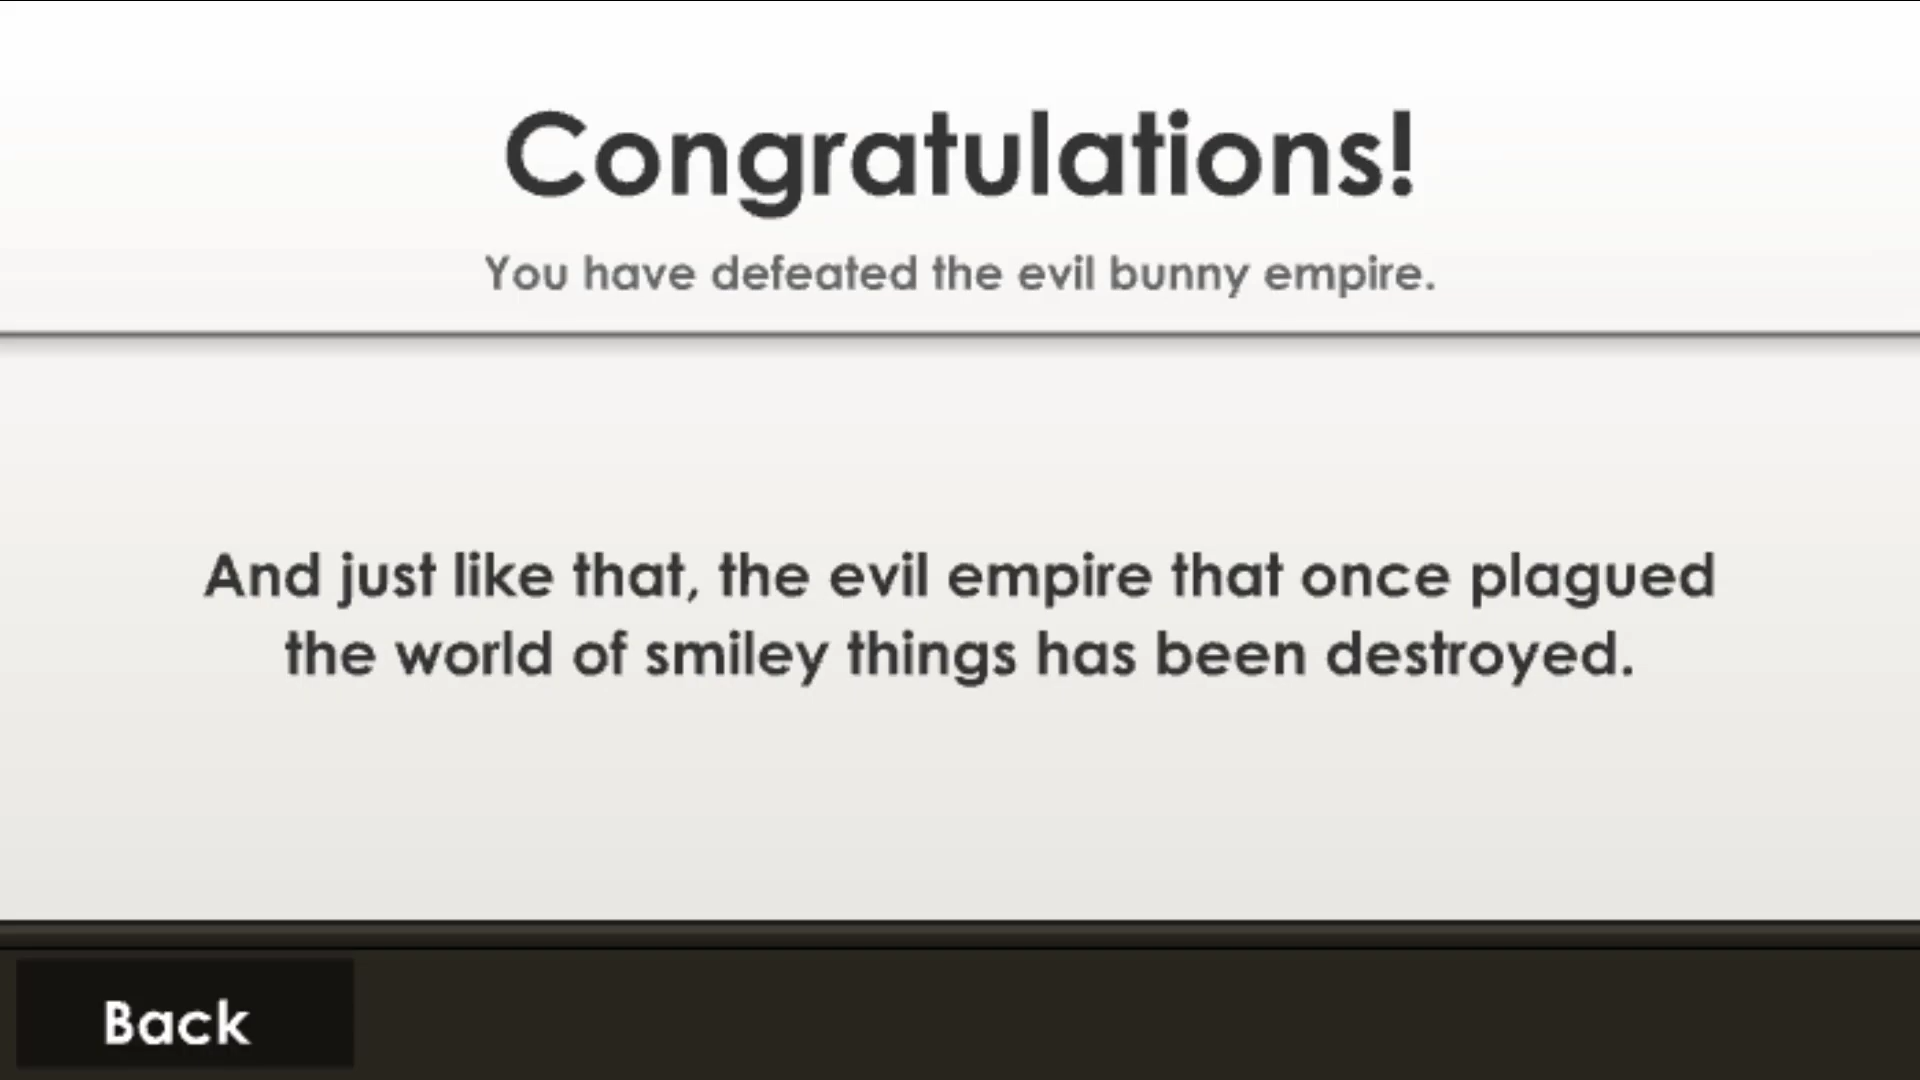 Congratulations!
You have defeated the evil bunny empire.
And just like that, the evil empire that once plagued
the world of smiley things has been destroyed.
Back